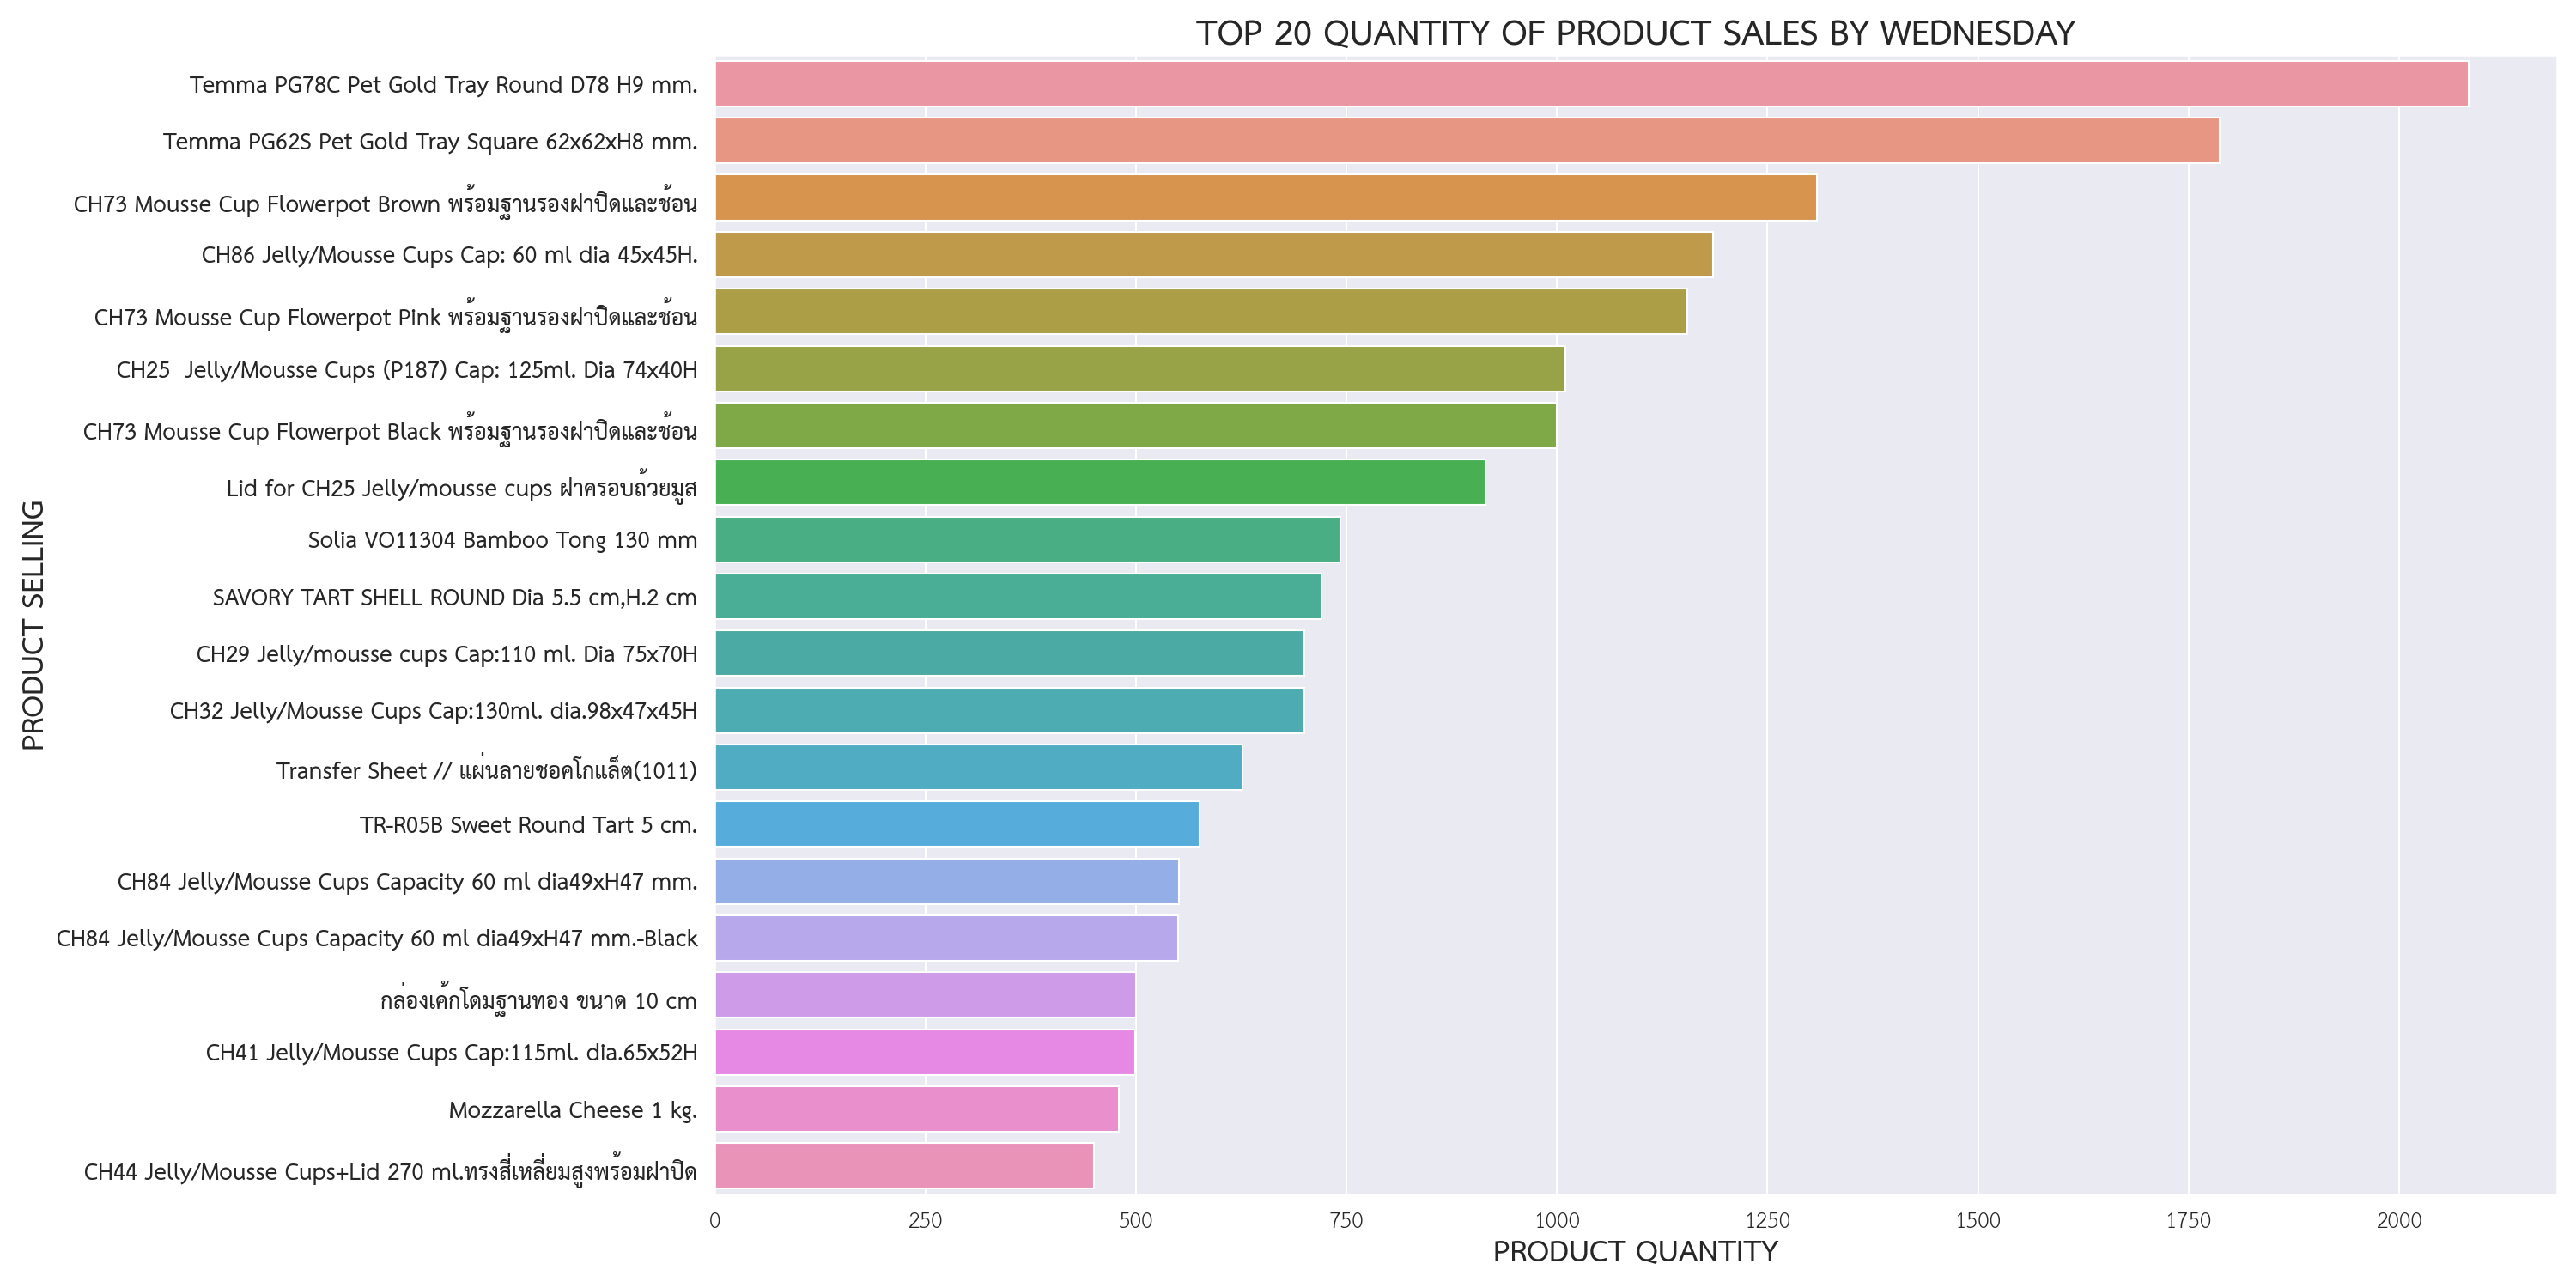 TOP 20 QUANTITY OF PRODUCT SALES BY WEDNESDAY
PRODUCT SELLING
Temma PG78C Pet Gold Tray Round D78 H9 mm.
Temma PG62S Pet Gold Tray Square 62x62xH8 mm.
CH73 Mousse Cup Flowerpot Brown พร้อมฐานรองฝาปิดและช้อน
CH86 Jelly/Mousse Cups Cap: 60 ml dia 45x45H.
CH73 Mousse Cup Flowerpot Pink พร้อมฐานรองฝาปิดและช้อน
CH25  Jelly/Mousse Cups (P187) Cap: 125ml. Dia 74x40H
CH73 Mousse Cup Flowerpot Black พร้อมฐานรองฝาปิดและช้อน
Lid for CH25 Jelly/mousse cups ฝาครอบถ้วยมูส
Solia VO11304 Bamboo Tong 130 mm
SAVORY TART SHELL ROUND Dia 5.5 cm,H.2 cm
CH29 Jelly/mousse cups Cap:110 ml. Dia 75x70H
CH32 Jelly/Mousse Cups Cap:130ml. dia.98x47x45H
Transfer Sheet // แผ่นลายชอคโกแล็ต(1011)
TR-R05B Sweet Round Tart 5 cm.
CH84 Jelly/Mousse Cups Capacity 60 ml dia49xH47 mm.
CH84 Jelly/Mousse Cups Capacity 60 ml dia49xH47 mm.-Black
กล่องเค้กโดมฐานทอง ขนาด 10 cm
CH41 Jelly/Mousse Cups Cap:115ml. dia.65x52H
Mozzarella Cheese 1 kg.
CH44 Jelly/Mousse Cups+Lid 270 ml.ทรงสี่เหลี่ยมสูงพร้อมฝาปิด
0 250 500 750 1000 1250 1500 1750 2000
PRODUCT QUANTITY